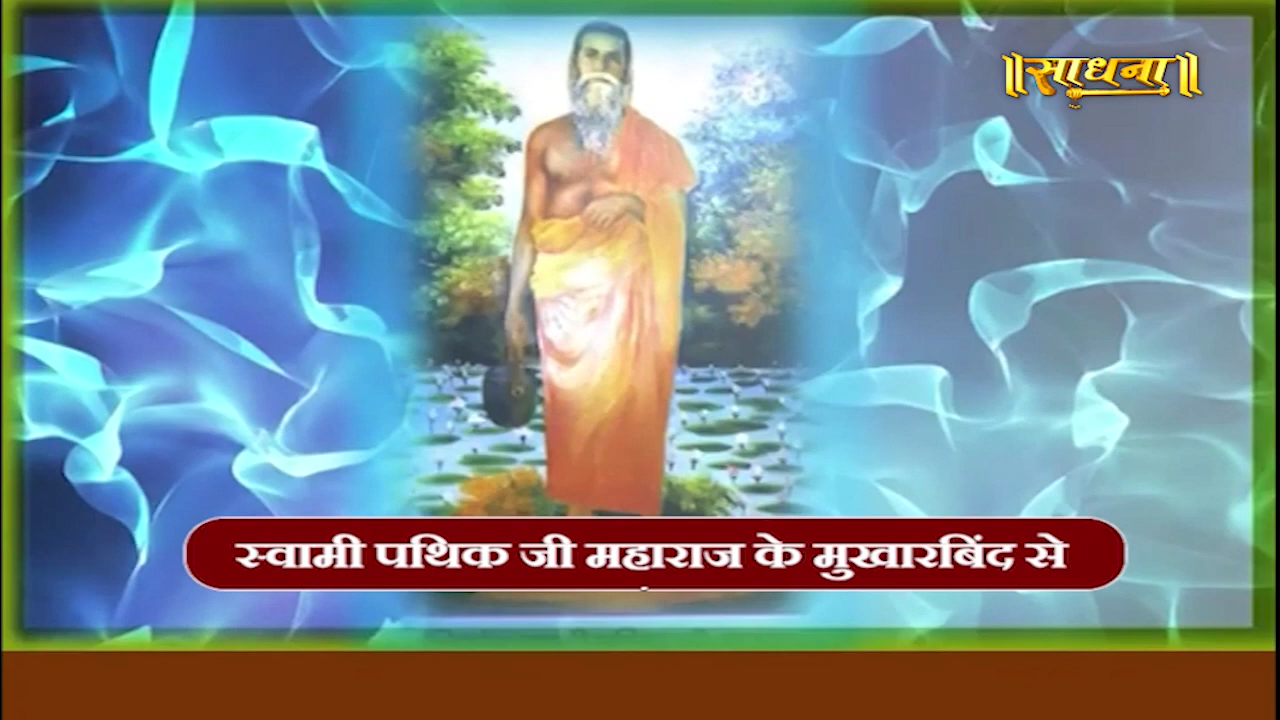 ॥साधना॥
स्वामी पथिक जी महाराज के मुखारबिंद से